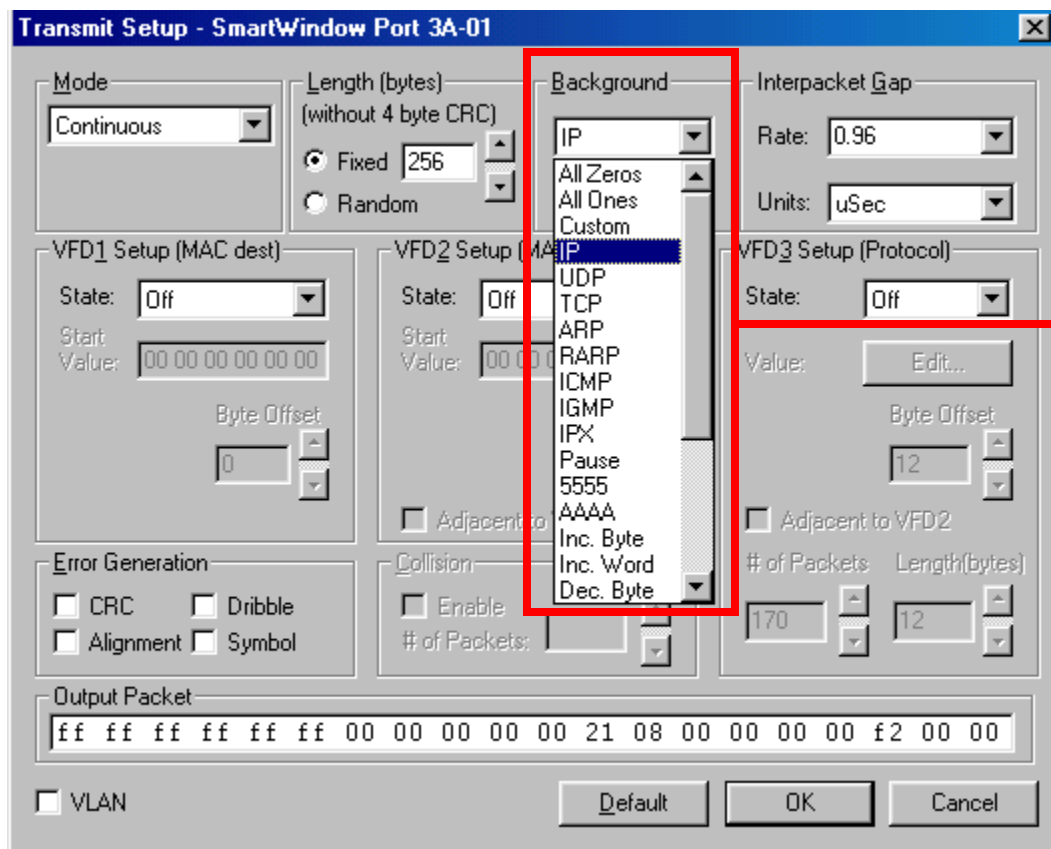 Transmit Setup - SmartWindow Port 3A-01
Mode
Continuous
Length (bytes)
(without 4 byte CRC)
Fixed 256
Random
Background
IP
All Zeros
All Ones
Custom
IP
UDP
TCP
ARP
RARP
ICMP
IGMP
IPX
Pause
5555
AAAA
Inc. Byte
Inc. Word
Dec. Byte
Interpacket Gap
Rate: 0.96
Units: uSec
VFD1 Setup (MAC dest)
State: Off
Start
Value: 00 00 00 00 00 00
Byte Offset
0
VFD2 Setup (MA
State: Off
Start
Value: 00 00 0
Adjacent to
VFD3 Setup (Protocol)
State: Off
Value: Edit...
Byte Offset
12
Adjacent to VFD2
# of Packets Length(bytes)
170 12
Error Generation
CRC Dribble
Alignment Symbol
Collision
Enable
# of Packets:
Output Packet
ff ff ff ff ff ff 00 00 00 00 00 21 08 00 00 00 00 f2 00 00
VLAN
Default OK Cancel